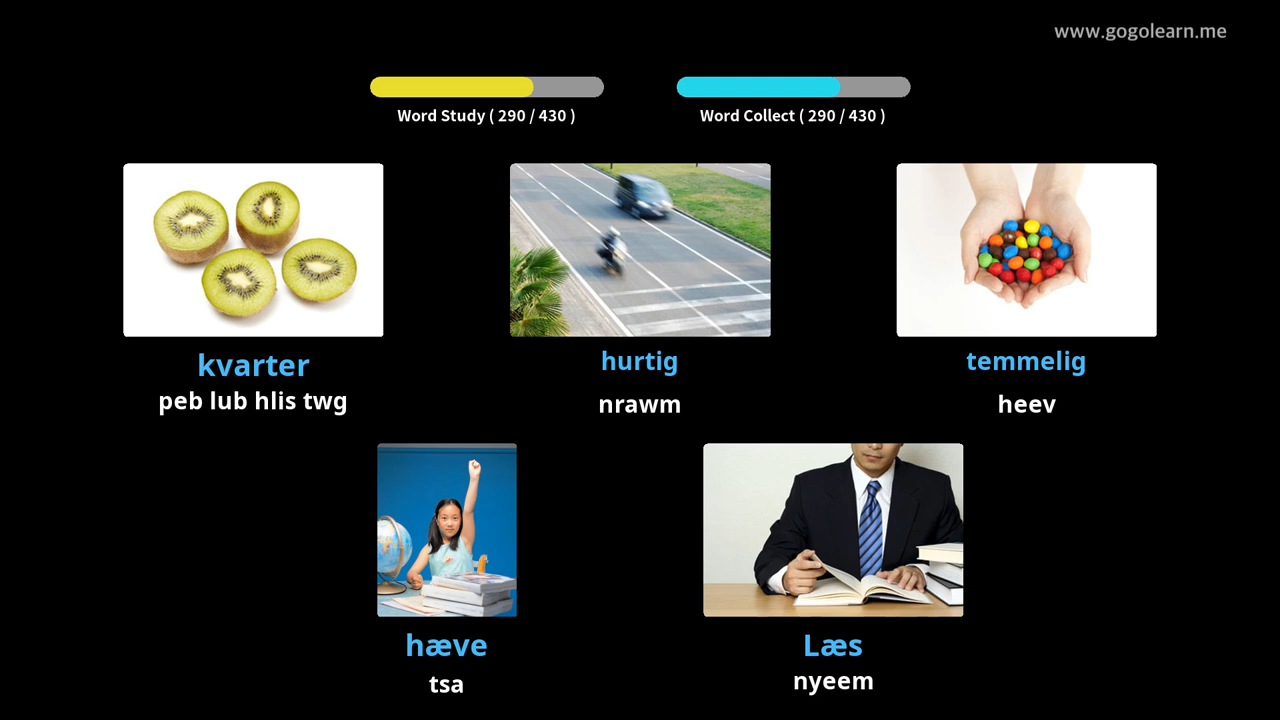 www.gogolearn.me
Word Study ( 290 / 430 )
Word Collect ( 290 / 430 )
kvarter
peb lub hlis twg
hurtig
nrawm
temmelig
heev
hæve
tsa
Læs
nyeem